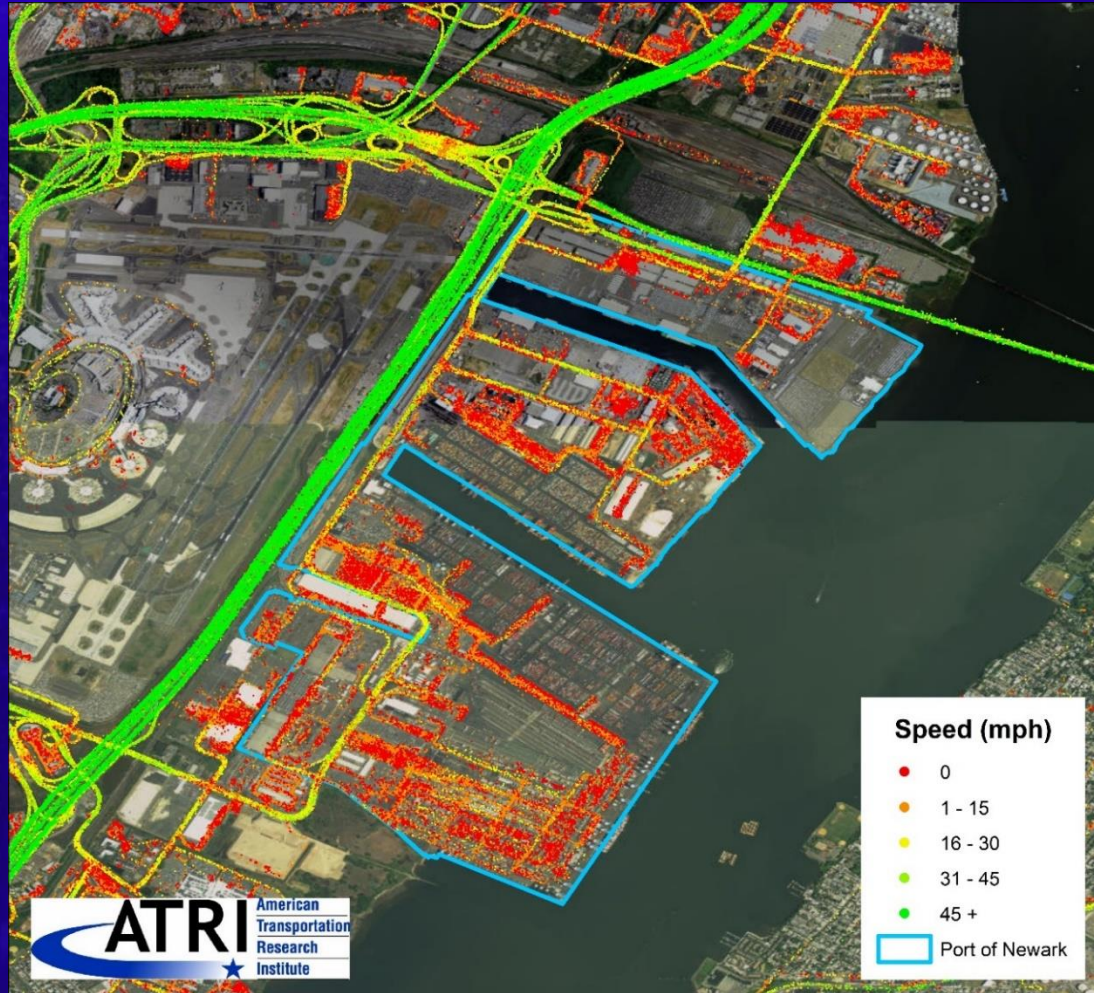 Speed (mph)
0
1 - 15
16 - 30
31 - 45
45 +
Port of Newark
ATRI
American
Transportation
Research
Institute